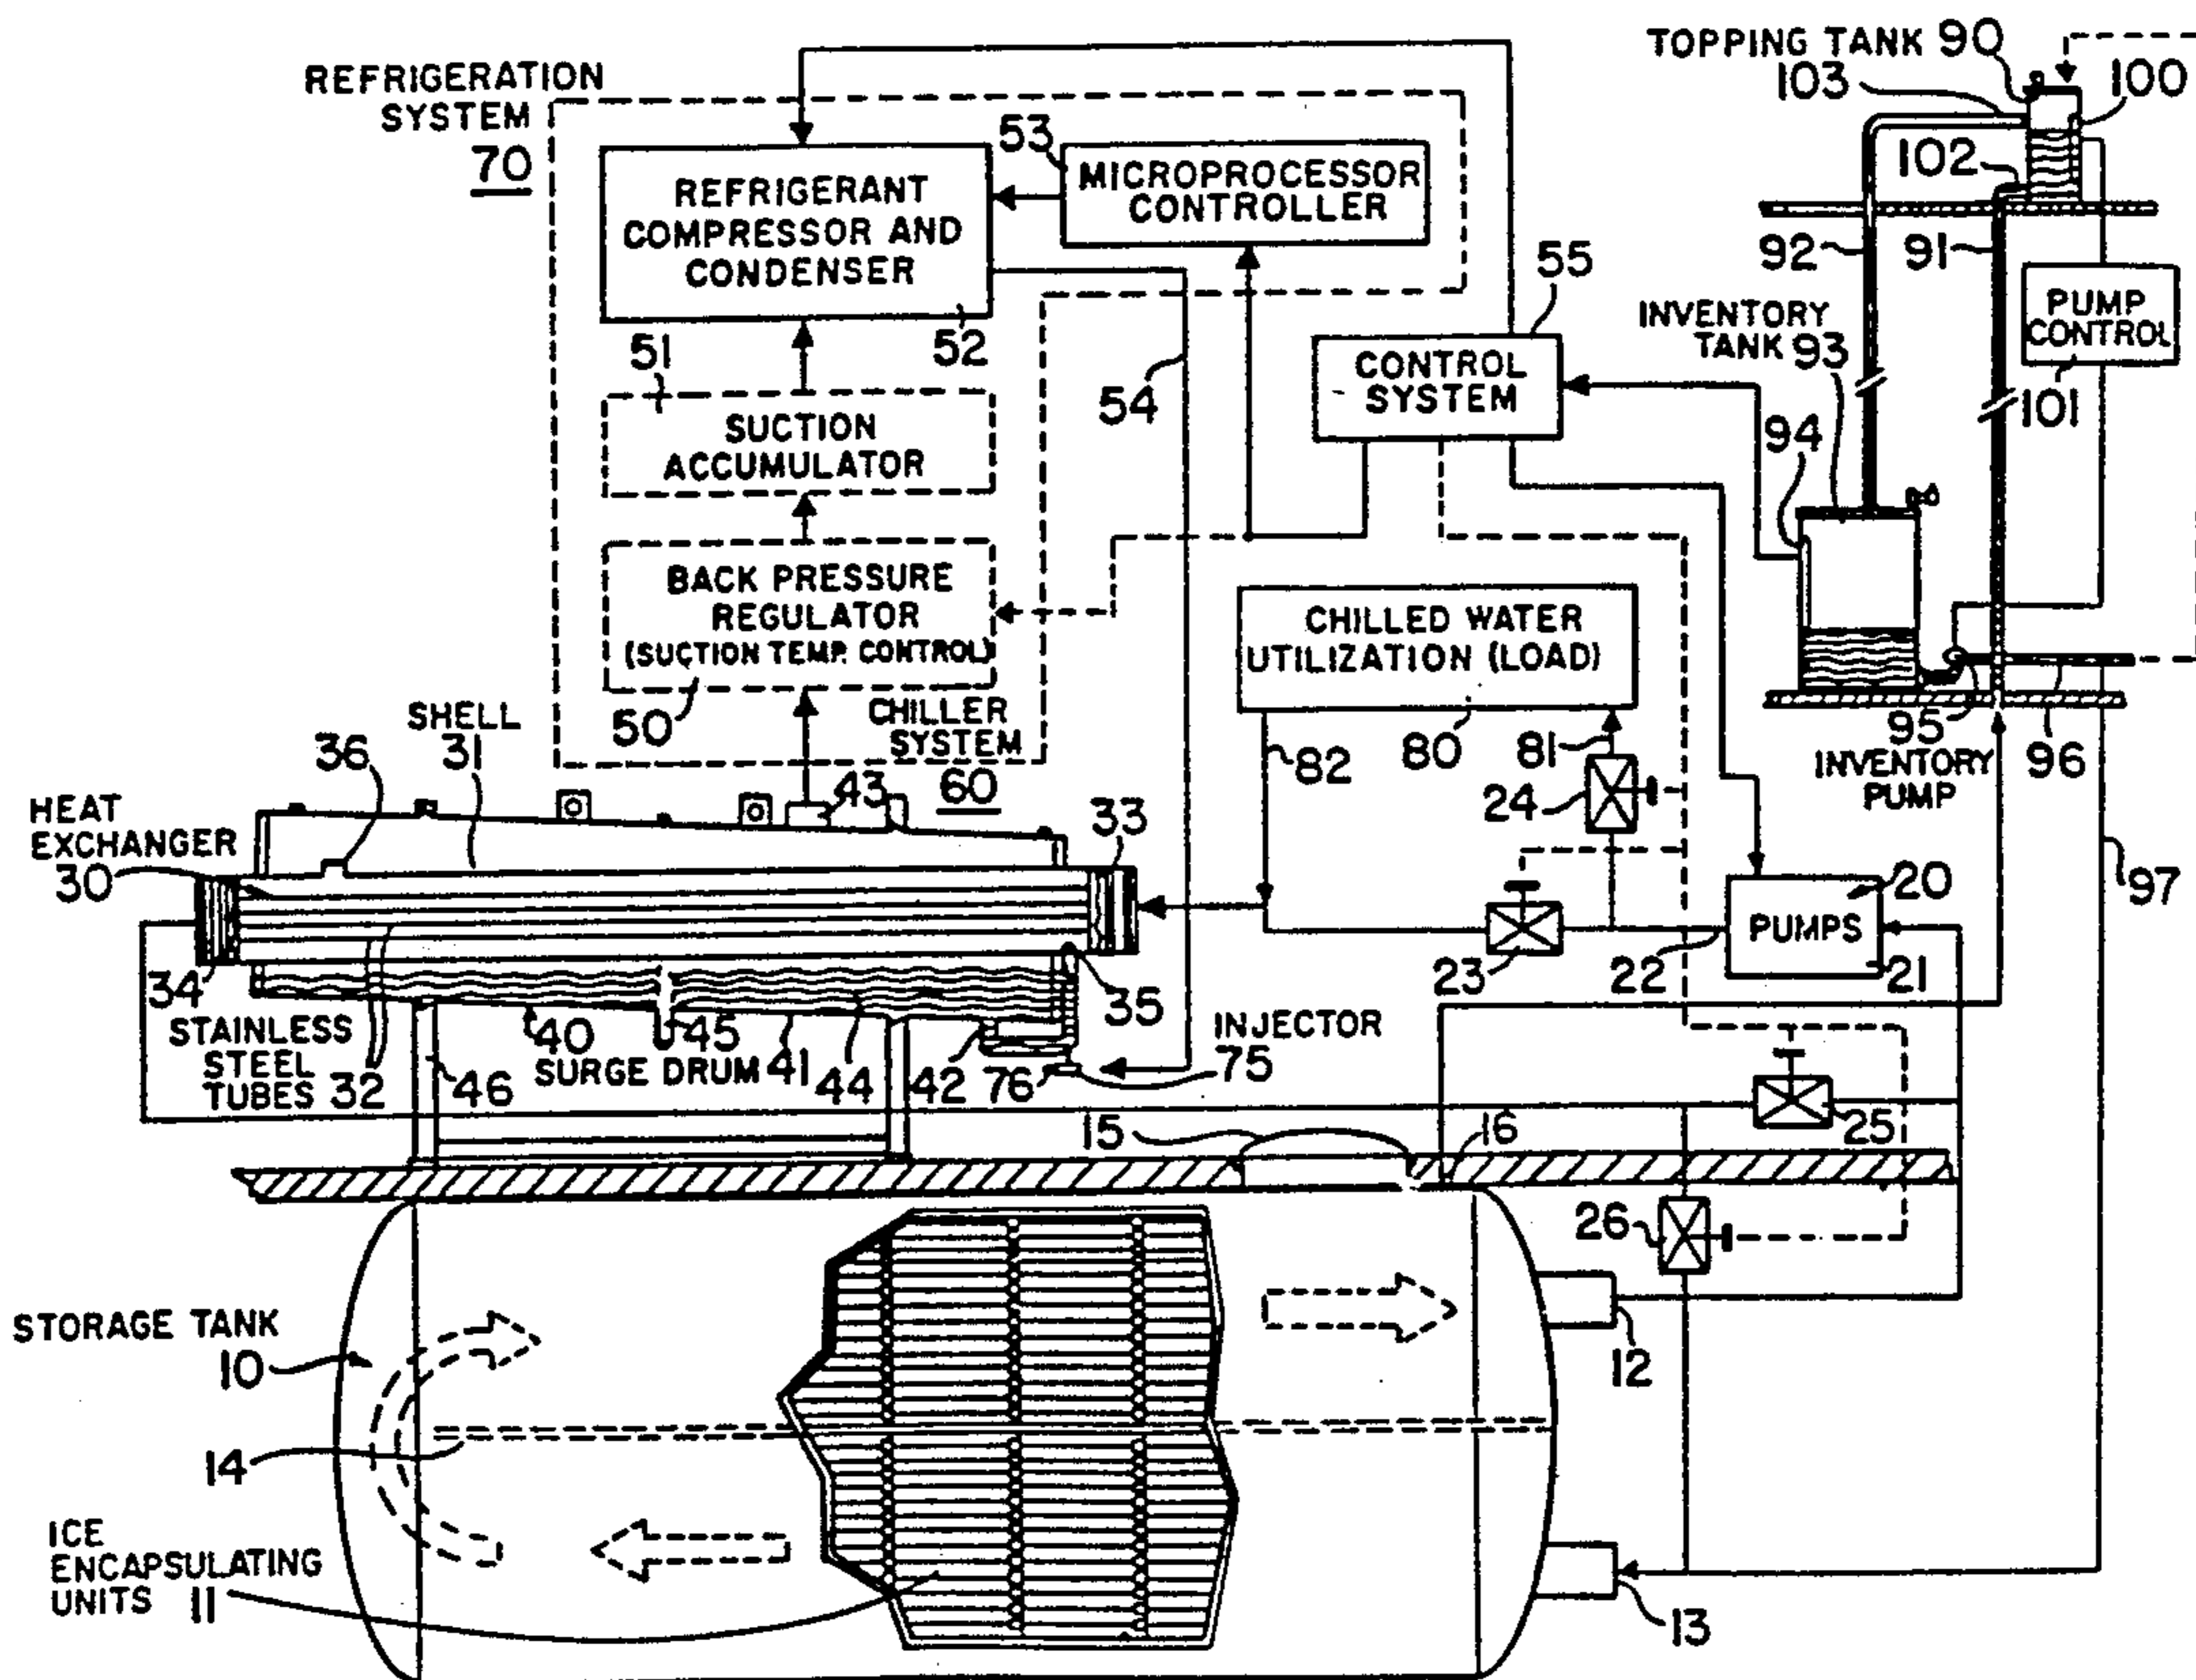 REFRIGERATION
SYSTEM
70
REFRIGERANT
COMPRESSOR AND
CONDENSER
52
53
MICROPROCESSOR
CONTROLLER
TOPPING TANK 90
103
100
102
92
91
PUMP
CONTROL
101
INVENTORY
TANK 93
94
55
CONTROL
SYSTEM
51
SUCTION
ACCUMULATOR
54
BACK PRESSURE
REGULATOR
(SUCTION TEMP. CONTROL)
50
CHILLER
SYSTEM
60
CHILLED WATER
UTILIZATION (LOAD)
80
81
82
24
95
INVENTORY
PUMP
96
97
SHELL
31
36
43
33
HEAT
EXCHANGER
30
34
STAINLESS
STEEL
TUBES 32
46
40
SURGE DRUM
45
41
44
42
76
35
INJECTOR
75
23
22
PUMPS
20
21
25
15
16
26
STORAGE TANK
10
12
14
ICE
ENCAPSULATING
UNITS 11
13